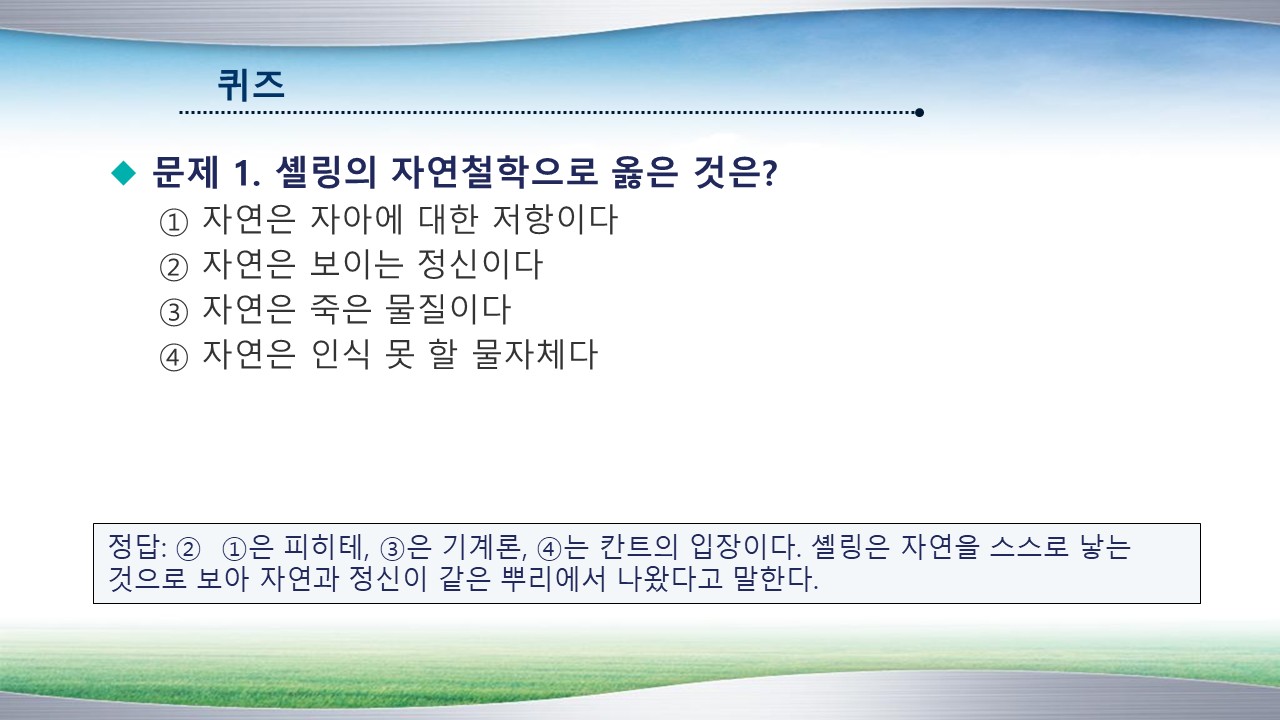 퀴즈
문제 1. 셸링의 자연철학으로 옳은 것은?
① 자연은 자아에 대한 저항이다
② 자연은 보이는 정신이다
③ 자연은 죽은 물질이다
④ 자연은 인식 못 할 물자체다
정답: ② ①은 피히테, ③은 기계론, ④는 칸트의 입장이다. 셸링은 자연을 스스로 낳는
것으로 보아 자연과 정신이 같은 뿌리에서 나왔다고 말한다.